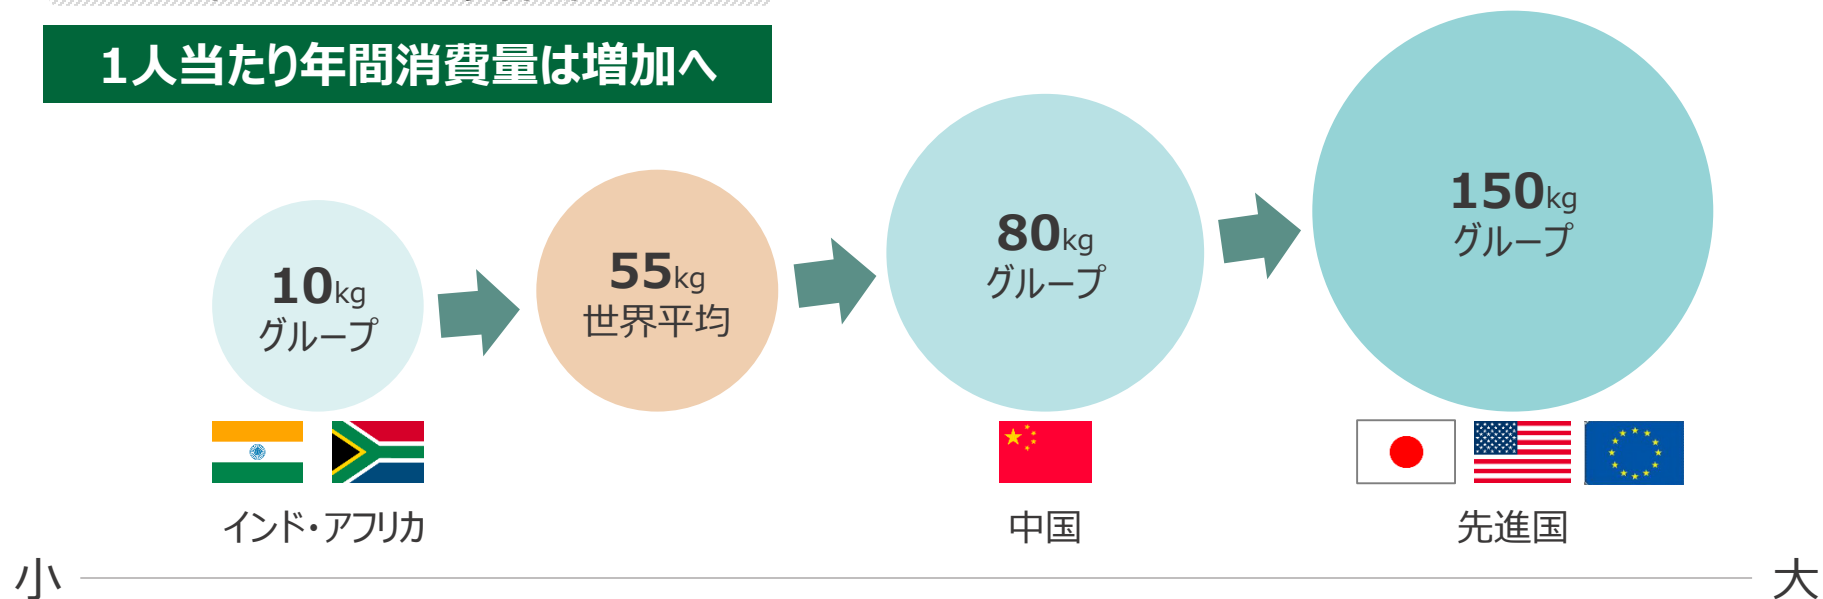 1人当たり年間消費量は増加へ
10kg
グループ
55kg
世界平均
80kg
グループ
150kg
グループ
インド・アフリカ
中国
先進国
小
大